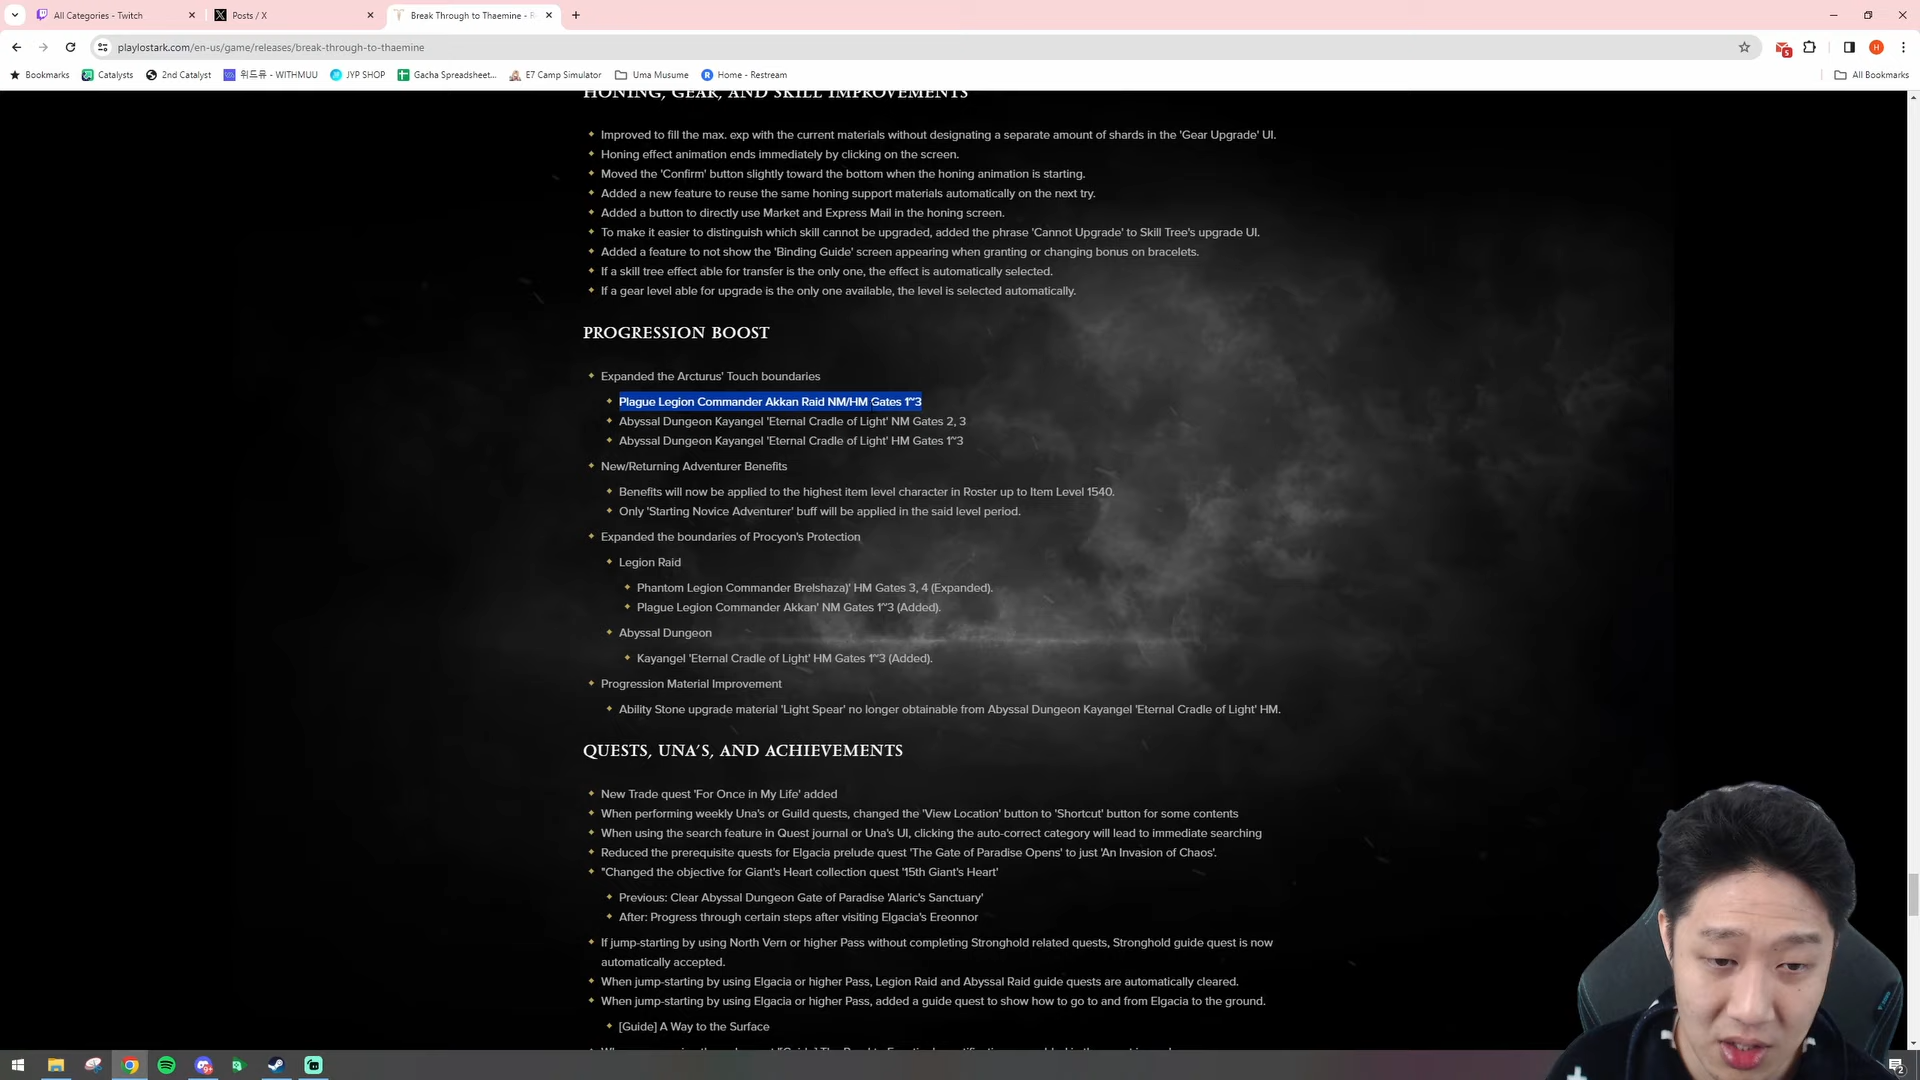 All Categories - Twitch
Posts / X
Break Through to Thaemine - R
playlostark.com/en-us/game/releases/break-through-to-thaemine
5
H
Bookmarks
Catalysts
2nd Catalyst
위드뮤 - WITHMUU
JYP SHOP
Gacha Spreadsheet...
E7 Camp Simulator
Uma Musume
Home - Restream
All Bookmarks
HONING, GEAR, AND SKILL IMPROVEMENTS
Improved to fill the max. exp with the current materials without designating a separate amount of shards in the 'Gear Upgrade' UI.
Honing effect animation ends immediately by clicking on the screen.
Moved the 'Confirm' button slightly toward the bottom when the honing animation is starting.
Added a new feature to reuse the same honing support materials automatically on the next try.
Added a button to directly use Market and Express Mail in the honing screen.
To make it easier to distinguish which skill cannot be upgraded, added the phrase 'Cannot Upgrade' to Skill Tree's upgrade UI.
Added a feature to not show the 'Binding Guide' screen appearing when granting or changing bonus on bracelets.
If a skill tree effect able for transfer is the only one, the effect is automatically selected.
If a gear level able for upgrade is the only one available, the level is selected automatically.
PROGRESSION BOOST
Expanded the Arcturus' Touch boundaries
Plague Legion Commander Akkan Raid NM/HM Gates 1~3
Abyssal Dungeon Kayangel 'Eternal Cradle of Light' NM Gates 2, 3
Abyssal Dungeon Kayangel 'Eternal Cradle of Light' HM Gates 1~3
New/Returning Adventurer Benefits
Benefits will now be applied to the highest item level character in Roster up to Item Level 1540.
Only 'Starting Novice Adventurer' buff will be applied in the said level period.
Expanded the boundaries of Procyon's Protection
Legion Raid
Phantom Legion Commander Brelshaza)' HM Gates 3, 4 (Expanded).
Plague Legion Commander Akkan' NM Gates 1~3 (Added).
Abyssal Dungeon
Kayangel 'Eternal Cradle of Light' HM Gates 1~3 (Added).
Progression Material Improvement
Ability Stone upgrade material 'Light Spear' no longer obtainable from Abyssal Dungeon Kayangel 'Eternal Cradle of Light' HM.
QUESTS, UNA'S, AND ACHIEVEMENTS
New Trade quest 'For Once in My Life' added
When performing weekly Una's or Guild quests, changed the 'View Location' button to 'Shortcut' button for some contents
When using the search feature in Quest journal or Una's UI, clicking the auto-correct category will lead to immediate searching
Reduced the prerequisite quests for Elgacia prelude quest 'The Gate of Paradise Opens' to just 'An Invasion of Chaos'.
"Changed the objective for Giant's Heart collection quest '15th Giant's Heart'
Previous: Clear Abyssal Dungeon Gate of Paradise 'Alaric's Sanctuary'
After: Progress through certain steps after visiting Elgacia's Ereonnor
If jump-starting by using North Vern or higher Pass without completing Stronghold related quests, Stronghold guide quest is now
automatically accepted.
When jump-starting by using Elgacia or higher Pass, Legion Raid and Abyssal Raid guide quests are automatically cleared.
When jump-starting by using Elgacia or higher Pass, added a guide quest to show how to go to and from Elgacia to the ground.
[Guide] A Way to the Surface